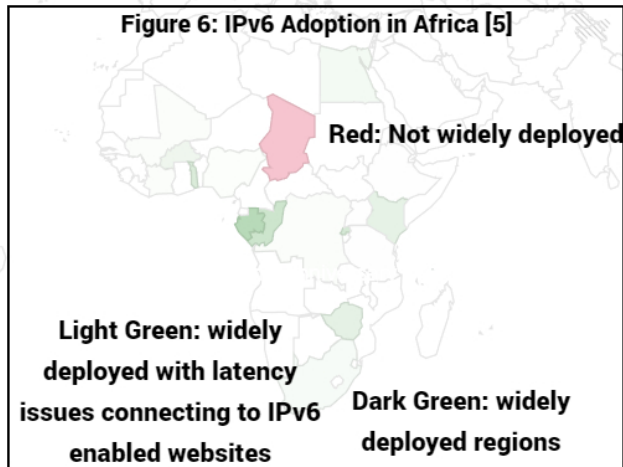 Figure 6: IPv6 Adoption in Africa [5]
Red: Not widely deployed
Light Green: widely
deployed with latency
issues connecting to IPv6
enabled websites
Dark Green: widely
deployed regions